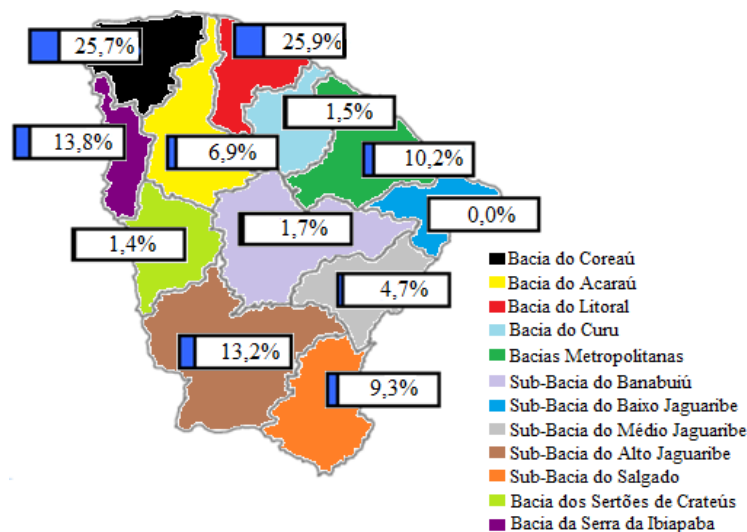 25,7%
25,9%
1,5%
13,8%
6,9%
10,2%
0,0%
1,7%
1,4%
4,7%
13,2%
9,3%
Bacia do Coreaú
Bacia do Acaraú
Bacia do Litoral
Bacia do Curu
Bacias Metropolitanas
Sub-Bacia do Banabuiú
Sub-Bacia do Baixo Jaguaribe
Sub-Bacia do Médio Jaguaribe
Sub-Bacia do Alto Jaguaribe
Sub-Bacia do Salgado
Bacia dos Sertões de Crateús
Bacia da Serra da Ibiapaba